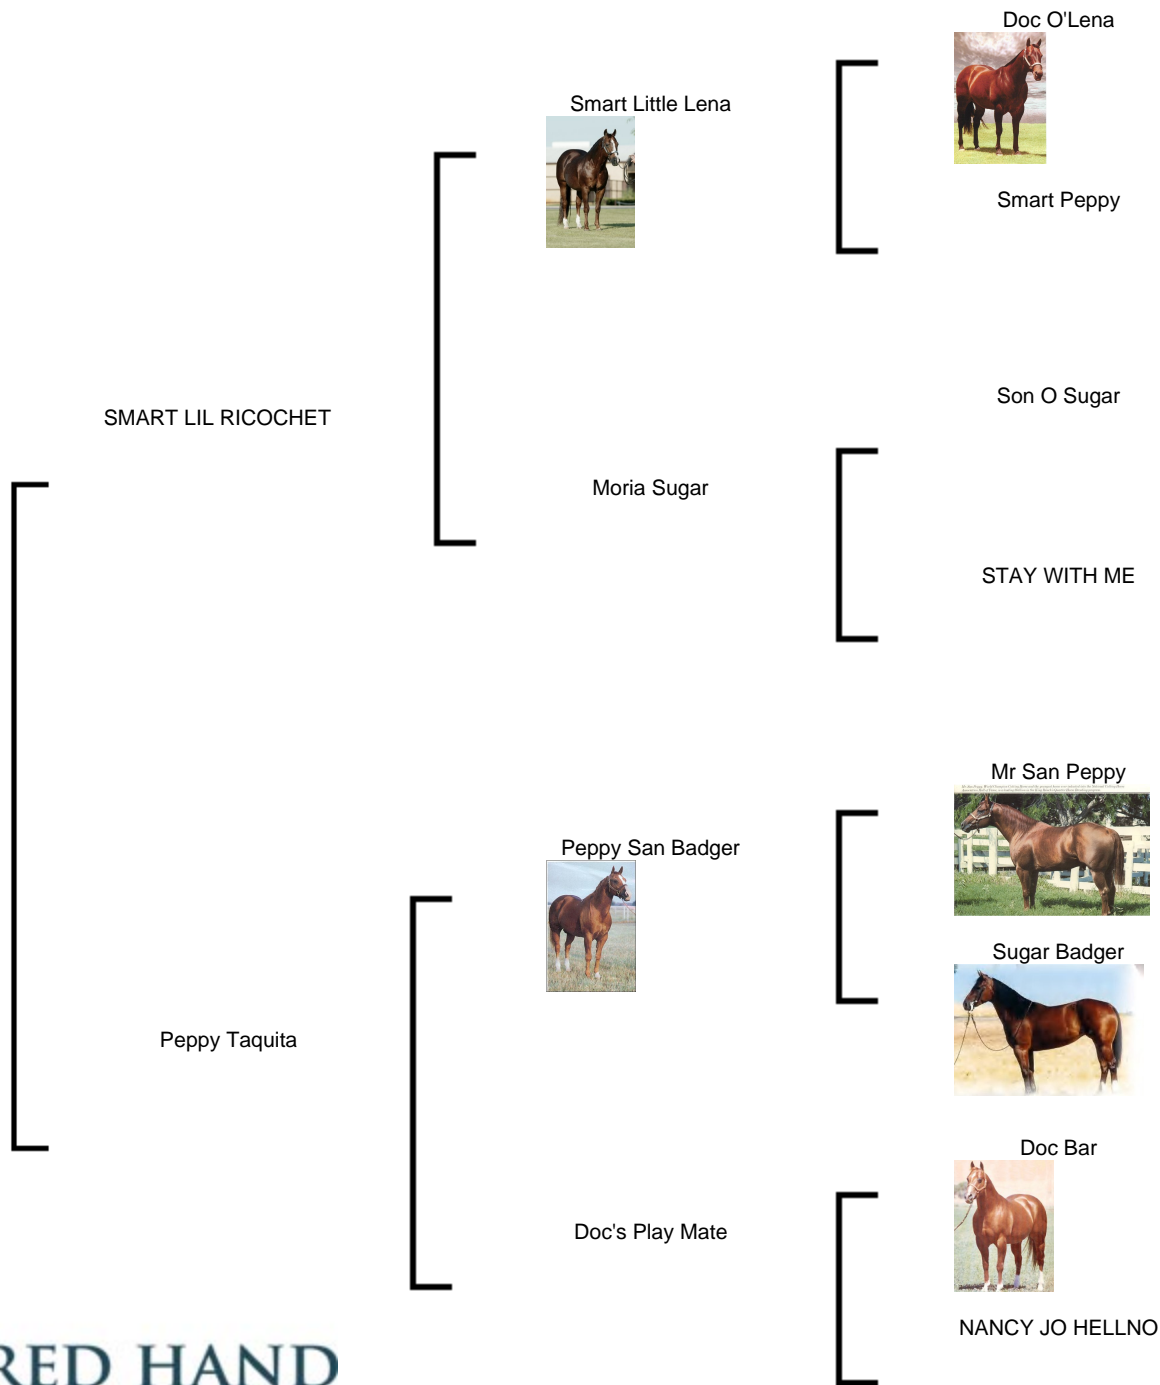 Doc O'Lena
Smart Little Lena
Smart Peppy
Son O Sugar
SMART LIL RICOCHET
Moria Sugar
STAY WITH ME
Mr San Peppy
Peppy San Badger
Sugar Badger
Peppy Taquita
Doc Bar
Doc's Play Mate
NANCY JO HELLNO
RED HAND